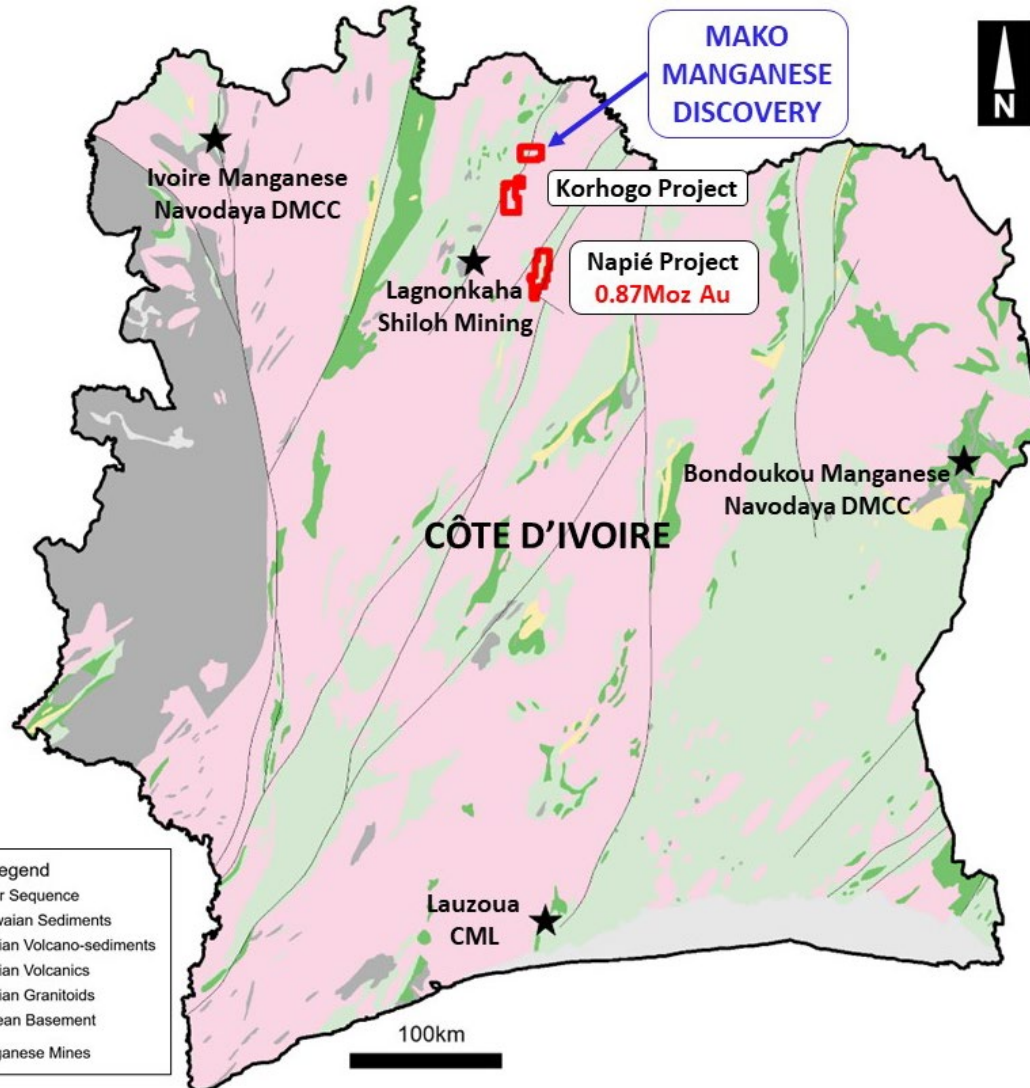 MAKO
MANGANESE
DISCOVERY
N
Ivoire Manganese
Navodaya DMCC
Korhogo Project
Napié Project
0.87Moz Au
Lagnonkaha
Shiloh Mining
Bondoukou Manganese
Navodaya DMCC
CÔTE D'IVOIRE
Lauzoua
CML
egend
r Sequence
waian Sediments
ian Volcano-sediments
ian Volcanics
ian Granitoids
ean Basement
ganese Mines
100km